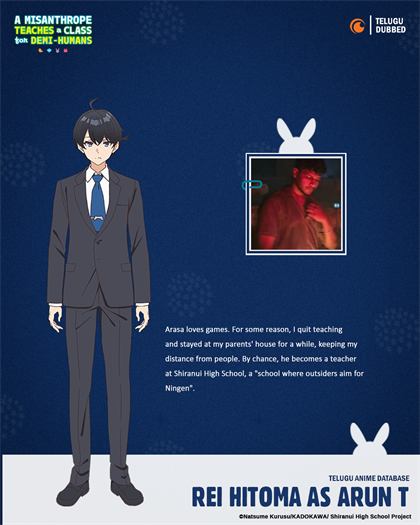 A MISANTHROPE
TEACHES a CLASS
for DEMI-HUMANS
TELUGU
DUBBED
Arasa loves games. For some reason, I quit teaching
and stayed at my parents' house for a while, keeping my
distance from people. By chance, he becomes a teacher
at Shiranui High School, a "school where outsiders aim for
Ningen".
TELUGU ANIME DATABASE
REI HITOMA AS ARUN T
©Natsume Kurusu/KADOKAWA/ Shiranui High School Project